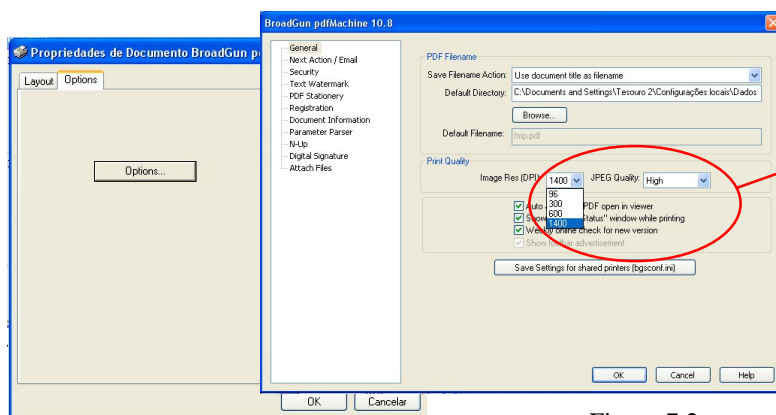 Propriedades de Documento BroadGun
Layout
Options
Options...
OK
Cancelar
BroadGun pdfMachine 10.8
General
Next Action / Email
Security
Text Watermark
PDF Stationery
Registration
Document Information
Parameter Parser
N-Up
Digital Signature
Attach Files
PDF Filename
Save Filename Action: Use document title as filename
Default Directory: C:\Documents and Settings\Tesouro 2\Configurações locais\Dados
Browse...
Default Filename: tmp.pdf
Print Quality
Image Res (DPI): 1400 JPEG Quality: High
96
300
600
1400
Auto PDF open in viewer
Show Status" window while printing
Weekly online check for new version
Show toolbar advertisement
Save Settings for shared printers (bgsconf.ini)
OK Cancel Help